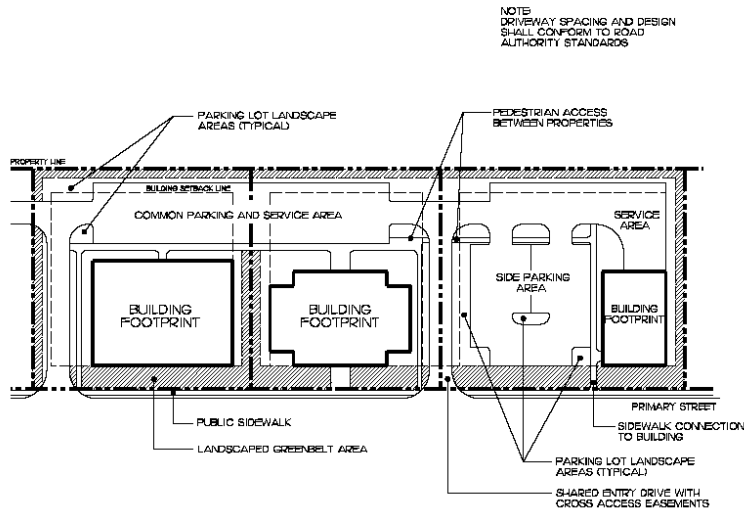 NOTE:
DRIVEWAY SPACING AND DESIGN
SHALL CONFORM TO ROAD
AUTHORITY STANDARDS
PARKING LOT LANDSCAPE
AREAS (TYPICAL)
PEDESTRIAN ACCESS
BETWEEN PROPERTIES
PROPERTY LINE
BUILDING SETBACK LINE
COMMON PARKING AND SERVICE AREA
SERVICE
AREA
SIDE PARKING
AREA
BUILDING
FOOTPRINT
BUILDING
FOOTPRINT
BUILDING
FOOTPRINT
PRIMARY STREET
PUBLIC SIDEWALK
SIDEWALK CONNECTION
TO BUILDING
LANDSCAPED GREENBELT AREA
PARKING LOT LANDSCAPE
AREAS (TYPICAL)
SHARED ENTRY DRIVE WITH
CROSS ACCESS EASEMENTS